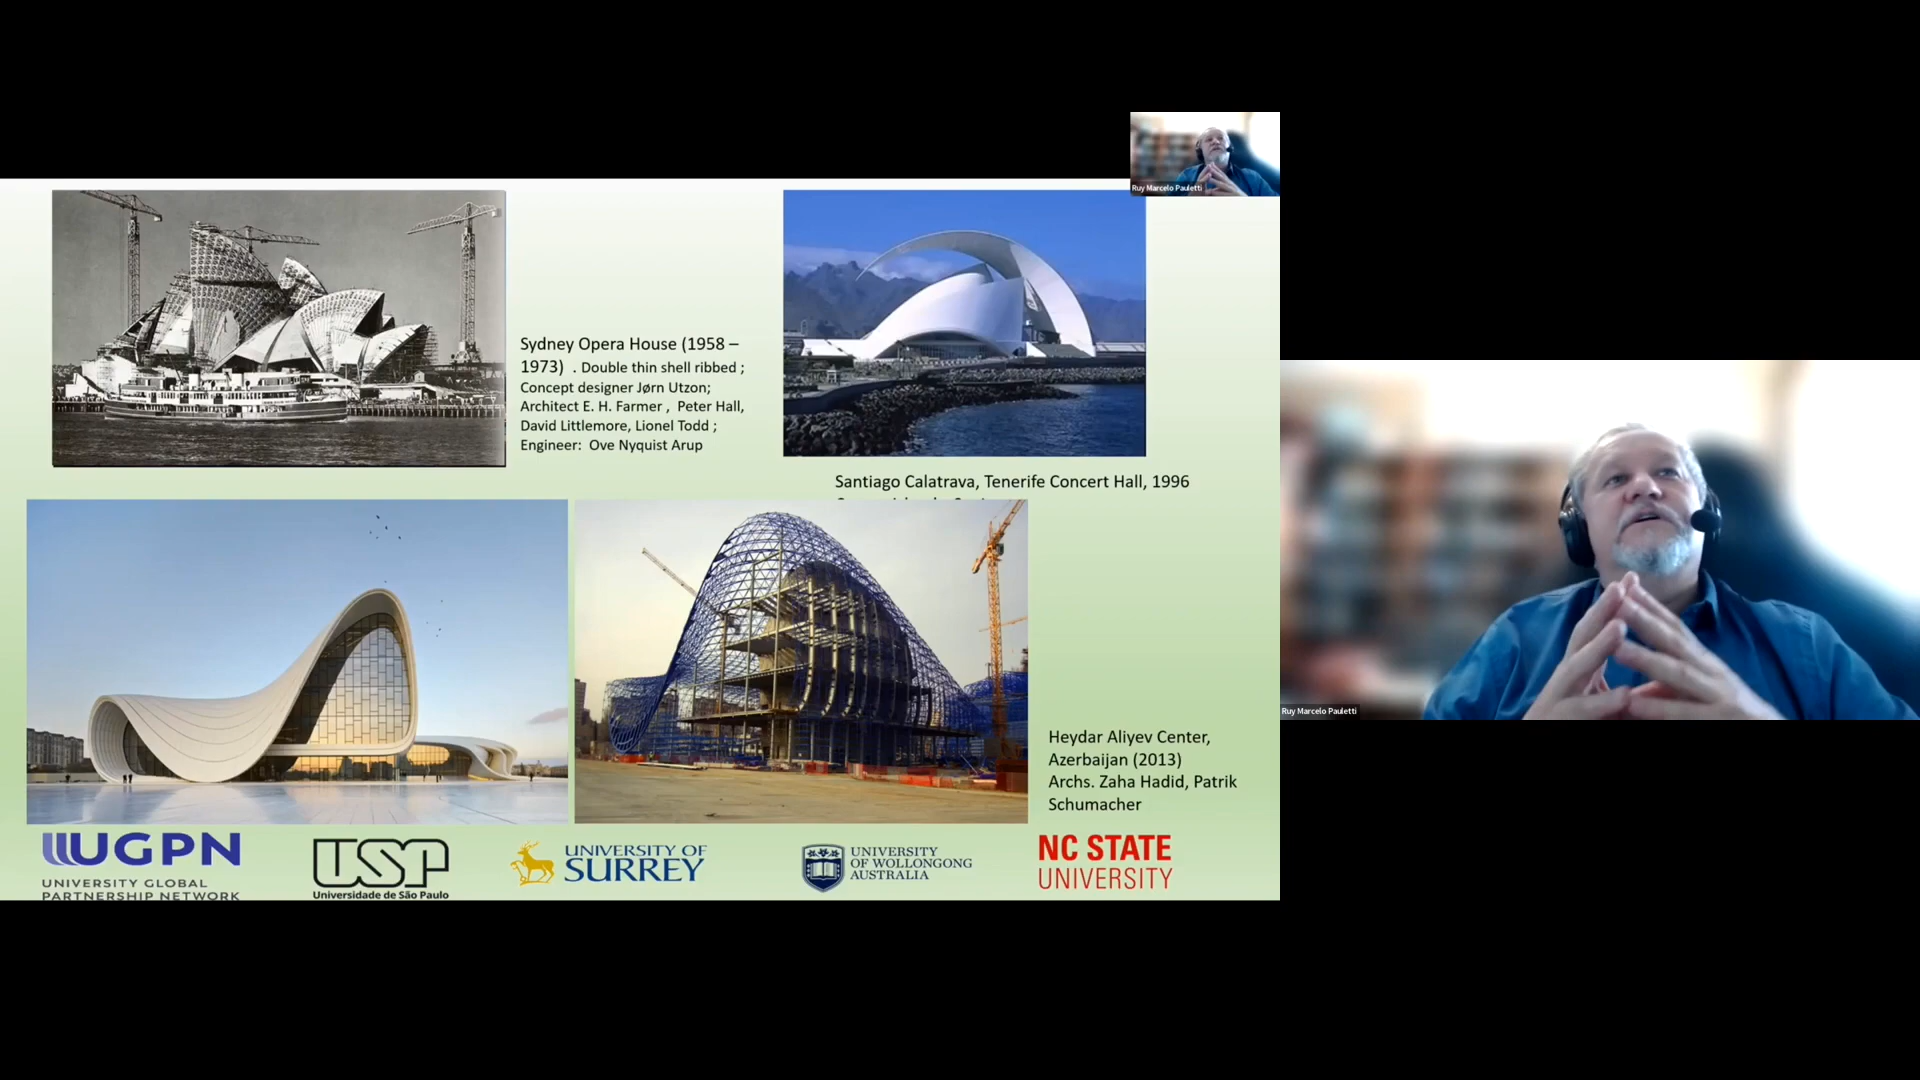 Ruy Marcelo Pauletti
Sydney Opera House (1958 –
1973) . Double thin shell ribbed ;
Concept designer Jørn Utzon;
Architect E. H. Farmer , Peter Hall,
David Littlemore, Lionel Todd ;
Engineer: Ove Nyquist Arup
Santiago Calatrava, Tenerife Concert Hall, 1996
Heydar Aliyev Center,
Azerbaijan (2013)
Archs. Zaha Hadid, Patrik
Schumacher
UGPN
UNIVERSITY GLOBAL
PARTNERSHIP NETWORK
USP
Universidade de São Paulo
UNIVERSITY OF
SURREY
UNIVERSITY
OF WOLLONGONG
AUSTRALIA
NC STATE
UNIVERSITY
Ruy Marcelo Pauletti